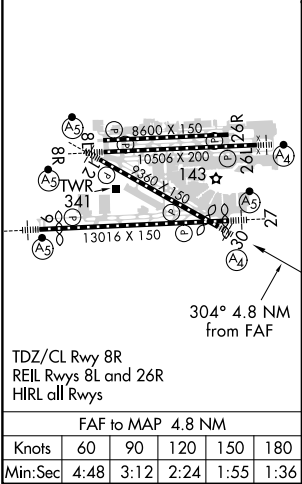 A5
8600 X 150
26R
8L
P
P
8R
10506 X 200
P
26L
A4
A5
12
P
9360 X 150
143
TWR
341
A5
9
P
P
27
13016 X 150
30
A5
A4
304° 4.8 NM
from FAF
TDZ/CL Rwy 8R
REIL Rwys 8L and 26R
HIRL all Rwys
FAF to MAP 4.8 NM
Knots 60 90 120 150 180
Min:Sec 4:48 3:12 2:24 1:55 1:36